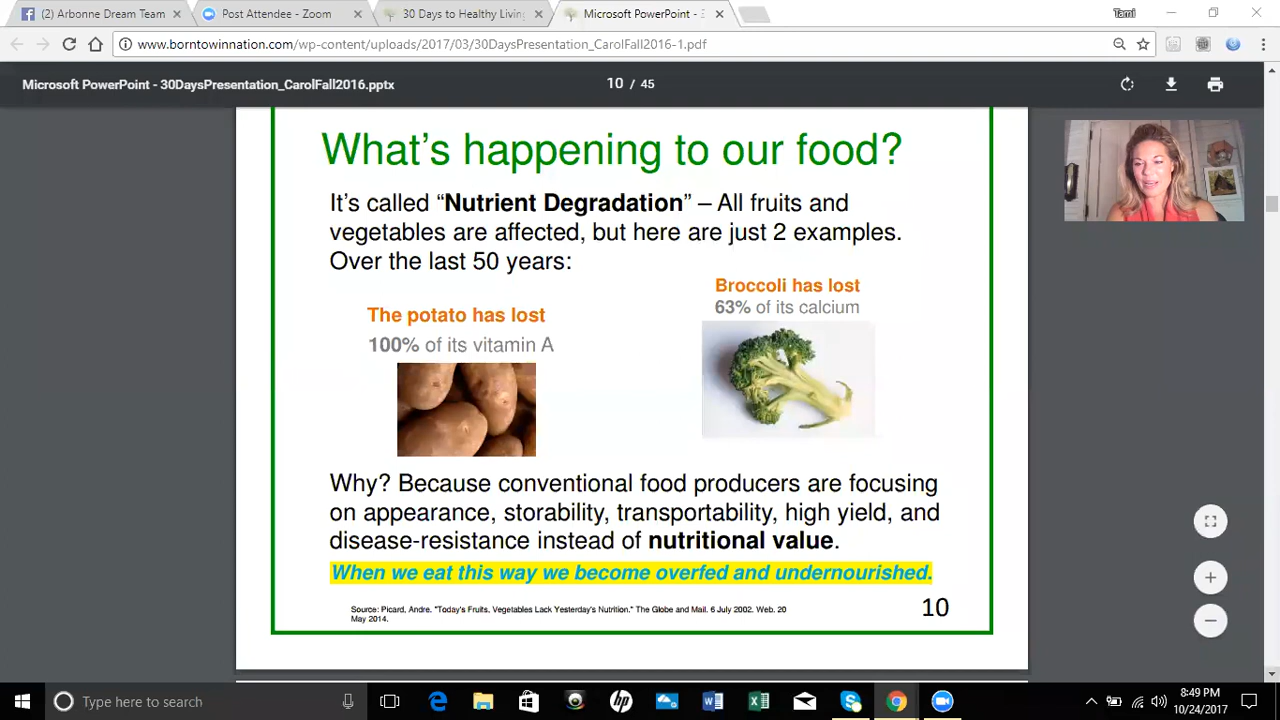 (2) Arbonne Dream Team
Post Attendee - Zoom
30 Days to Healthy Livin
Microsoft PowerPoint - 3
Tami
www.borntowinnation.com/wp-content/uploads/2017/03/30DaysPresentation_CarolFall2016-1.pdf
Microsoft PowerPoint - 30DaysPresentation_CarolFall2016.pptx
10 / 45
What's happening to our food?
It's called “Nutrient Degradation” – All fruits and
vegetables are affected, but here are just 2 examples.
Over the last 50 years:
The potato has lost
100% of its vitamin A
Broccoli has lost
63% of its calcium
Why? Because conventional food producers are focusing
on appearance, storability, transportability, high yield, and
disease-resistance instead of nutritional value.
When we eat this way we become overfed and undernourished.
Source: Picard, Andre. "Today's Fruits, Vegetables Lack Yesterday's Nutrition." The Globe and Mail. 6 July 2002. Web. 20
May 2014.
10
Type here to search
8:49 PM
10/24/2017